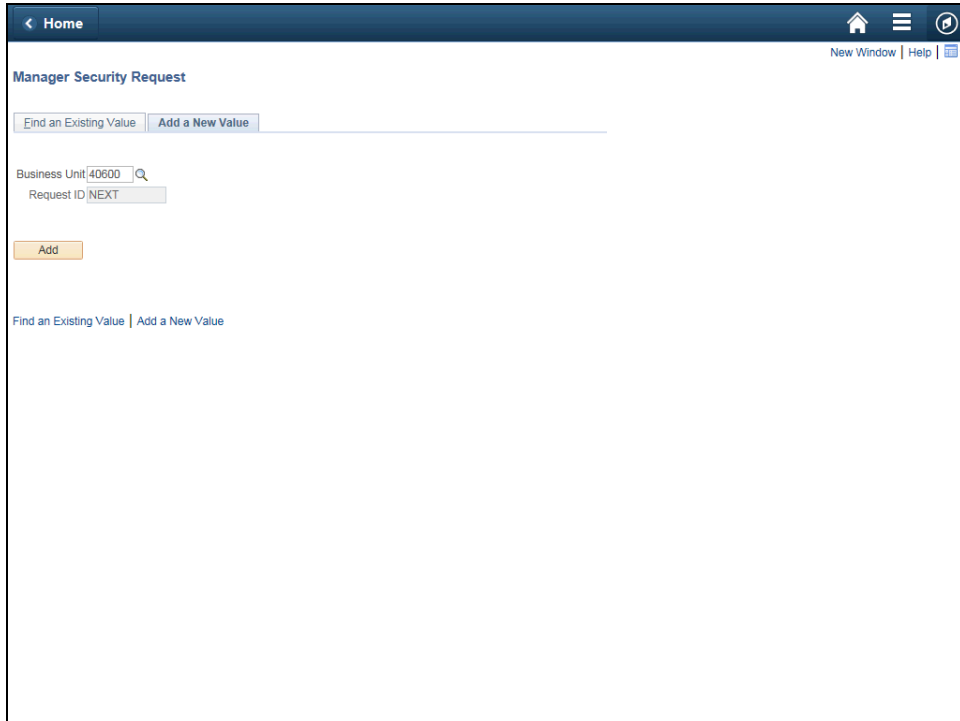 Home
New Window | Help |
Manager Security Request
Find an Existing Value Add a New Value
Business Unit 40600
Request ID NEXT
Add
Find an Existing Value | Add a New Value